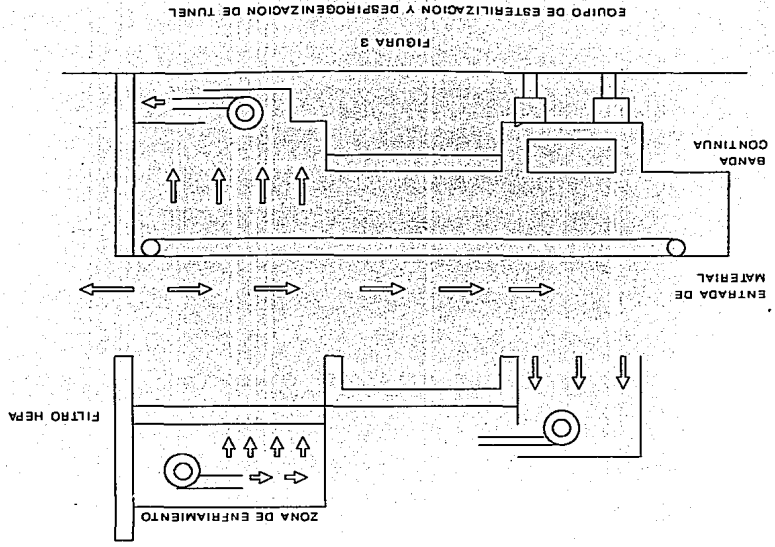 ZONA DE ENFRIAMIENTO
FILTRO HEPA
ENTRADA DE
MATERIAL
BANDA
CONTINUA
FIGURA 3
EQUIPO DE ESTERILIZACION Y DESPIROGENIZACION DE TUNEL